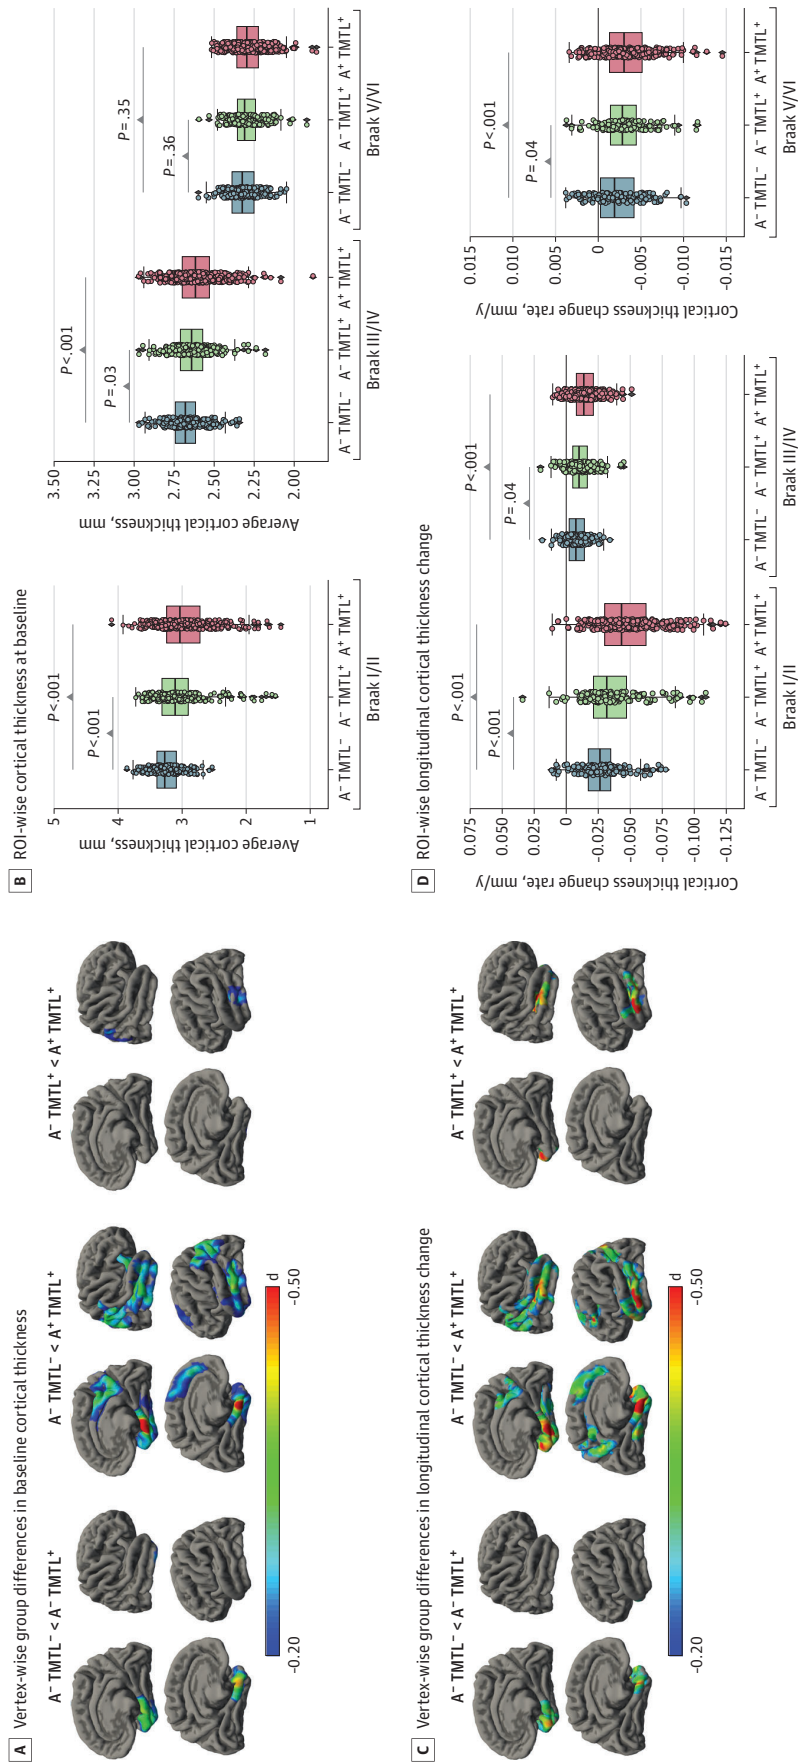 A Vertex-wise group differences in baseline cortical thickness
A− TMTL− < A− TMTL+
A− TMTL− < A+ TMTL+
A− TMTL+ < A+ TMTL+
−0.20
d
−0.50
B ROI-wise cortical thickness at baseline
Average cortical thickness, mm
5
4
3
2
1
P<.001
P<.001
A− TMTL−
A− TMTL+
A+ TMTL+
Braak I/II
Average cortical thickness, mm
3.50
3.25
3.00
2.75
2.50
2.25
2.00
P<.001
P=.03
P=.35
P=.36
A− TMTL−
A− TMTL+
A+ TMTL+
A− TMTL−
A− TMTL+
A+ TMTL+
Braak III/IV
Braak V/VI
C Vertex-wise group differences in longitudinal cortical thickness change
A− TMTL− < A− TMTL+
A− TMTL− < A+ TMTL+
A− TMTL+ < A+ TMTL+
−0.20
d
−0.50
D ROI-wise longitudinal cortical thickness change
Cortical thickness change rate, mm/y
0.075
0.050
0.025
0
−0.025
−0.050
−0.075
−0.100
−0.125
P<.001
P<.001
P<.001
P=.04
A− TMTL−
A− TMTL+
A+ TMTL+
A− TMTL−
A− TMTL+
A+ TMTL+
Braak I/II
Braak III/IV
Cortical thickness change rate, mm/y
0.015
0.010
0.005
0
−0.005
−0.010
−0.015
P<.001
P=.04
A− TMTL−
A− TMTL+
A+ TMTL+
Braak V/VI